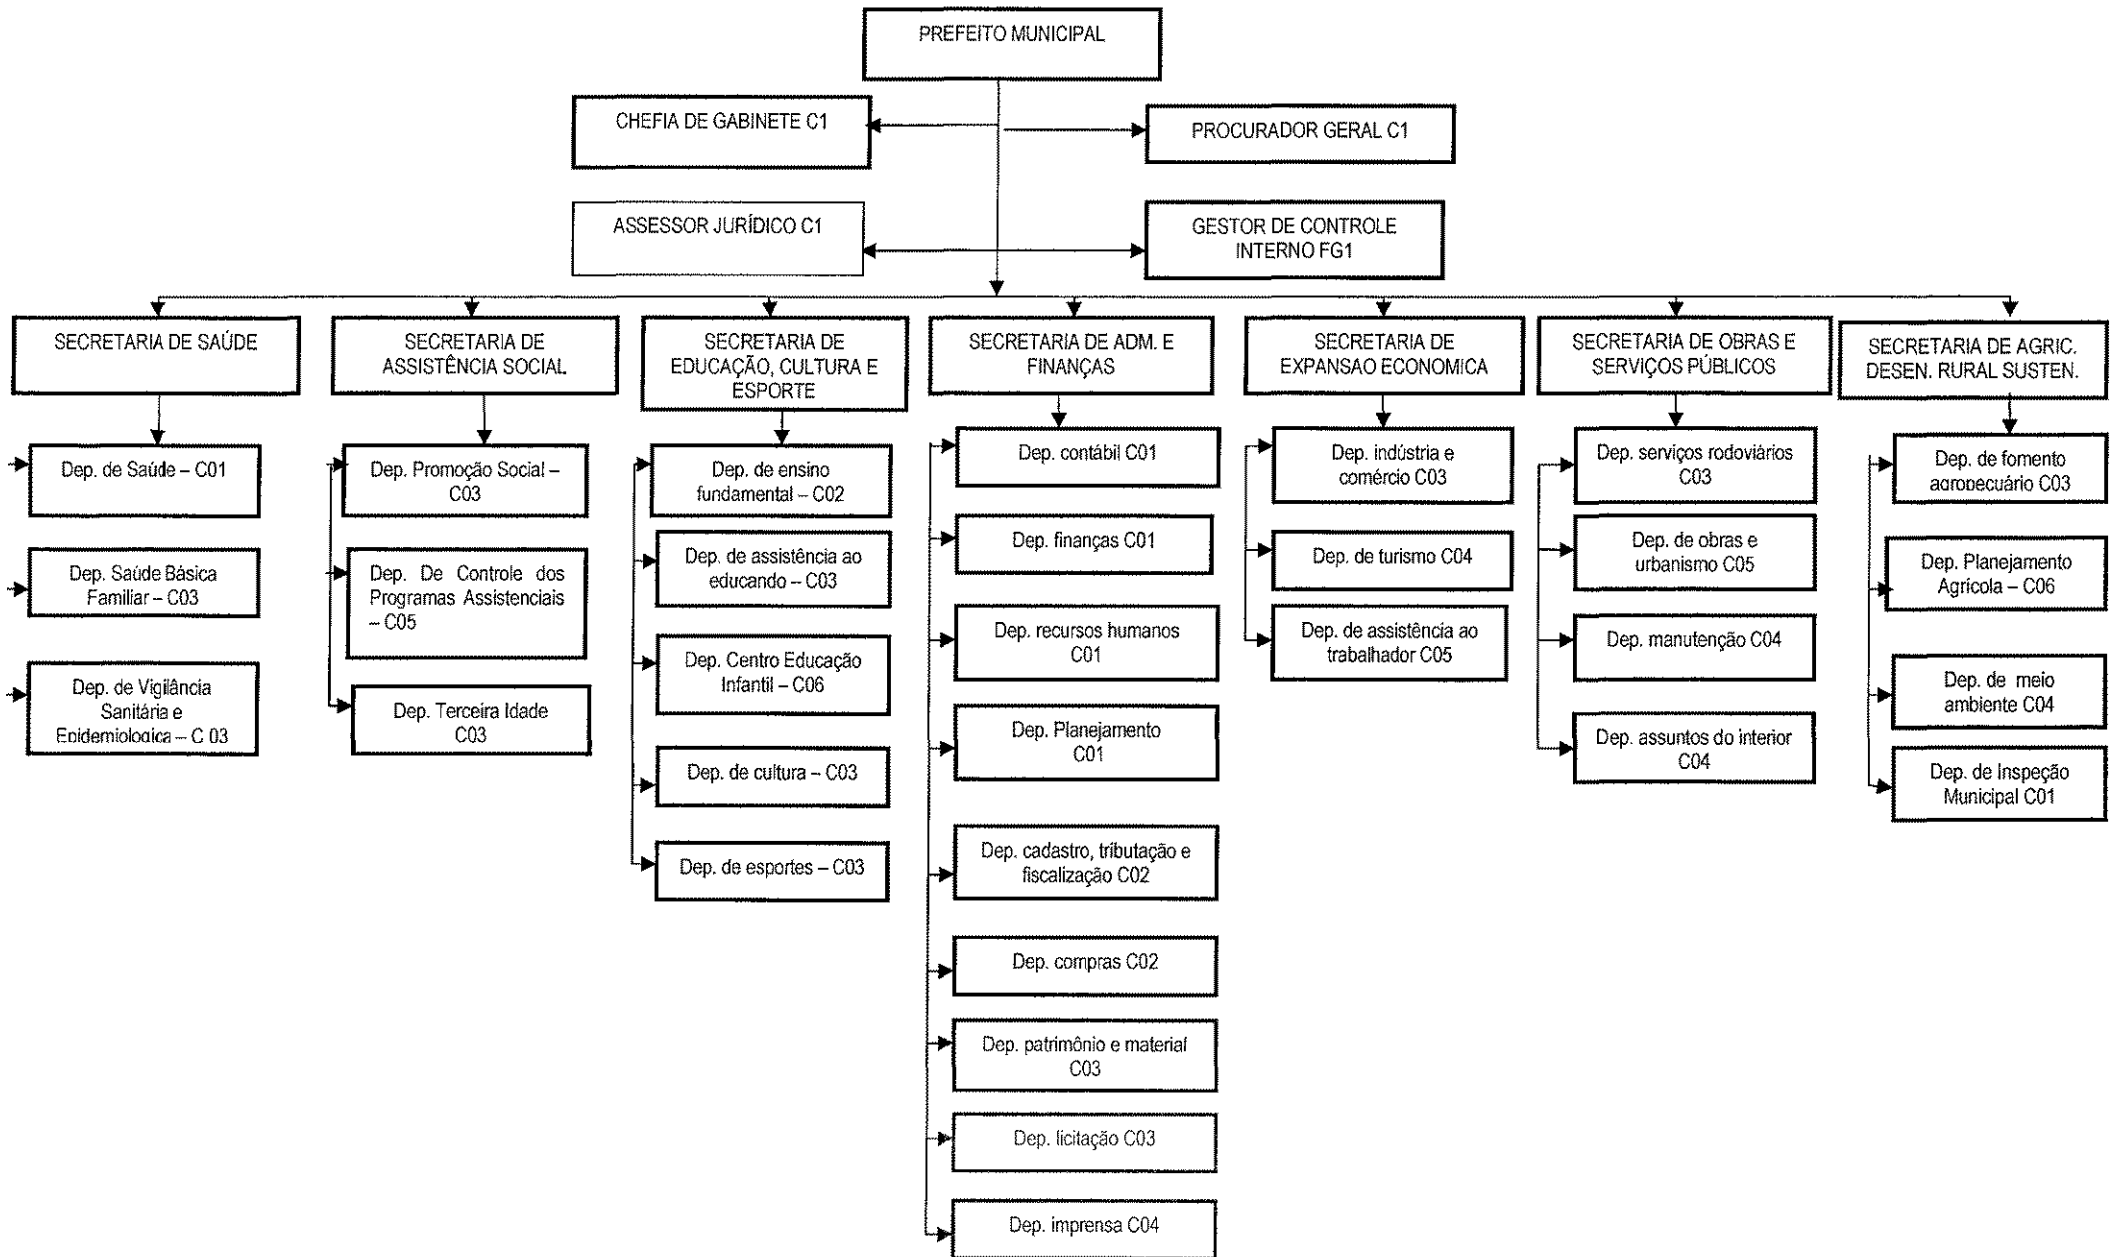 PREFEITO MUNICIPAL
CHEFIA DE GABINETE C1
PROCURADOR GERAL C1
ASSESSOR JURÍDICO C1
GESTOR DE CONTROLE
INTERNO FG1
SECRETARIA DE SAÚDE
SECRETARIA DE
ASSISTÊNCIA SOCIAL
SECRETARIA DE
EDUCAÇÃO, CULTURA E
ESPORTE
SECRETARIA DE ADM. E
FINANÇAS
SECRETARIA DE
EXPANSAO ECONOMICA
SECRETARIA DE OBRAS E
SERVIÇOS PÚBLICOS
SECRETARIA DE AGRIC.
DESEN. RURAL SUSTEN.
Dep. de Saúde – C01
Dep. Saúde Básica
Familiar – C03
Dep. de Vigilância
Sanitária e
Epidemiologica – C 03
Dep. Promoção Social –
C03
Dep. De Controle dos
Programas Assistenciais
– C05
Dep. Terceira Idade
C03
Dep. de ensino
fundamental – C02
Dep. de assistência ao
educando – C03
Dep. Centro Educação
Infantil – C06
Dep. de cultura – C03
Dep. de esportes – C03
Dep. contábil C01
Dep. finanças C01
Dep. recursos humanos
C01
Dep. Planejamento
C01
Dep. cadastro, tributação e
fiscalização C02
Dep. compras C02
Dep. patrimônio e material
C03
Dep. licitação C03
Dep. imprensa C04
Dep. indústria e
comércio C03
Dep. de turismo C04
Dep. de assistência ao
trabalhador C05
Dep. serviços rodoviários
C03
Dep. de obras e
urbanismo C05
Dep. manutenção C04
Dep. assuntos do interior
C04
Dep. de fomento
agropecuário C03
Dep. Planejamento
Agrícola – C06
Dep. de meio
ambiente C04
Dep. de Inspeção
Municipal C01